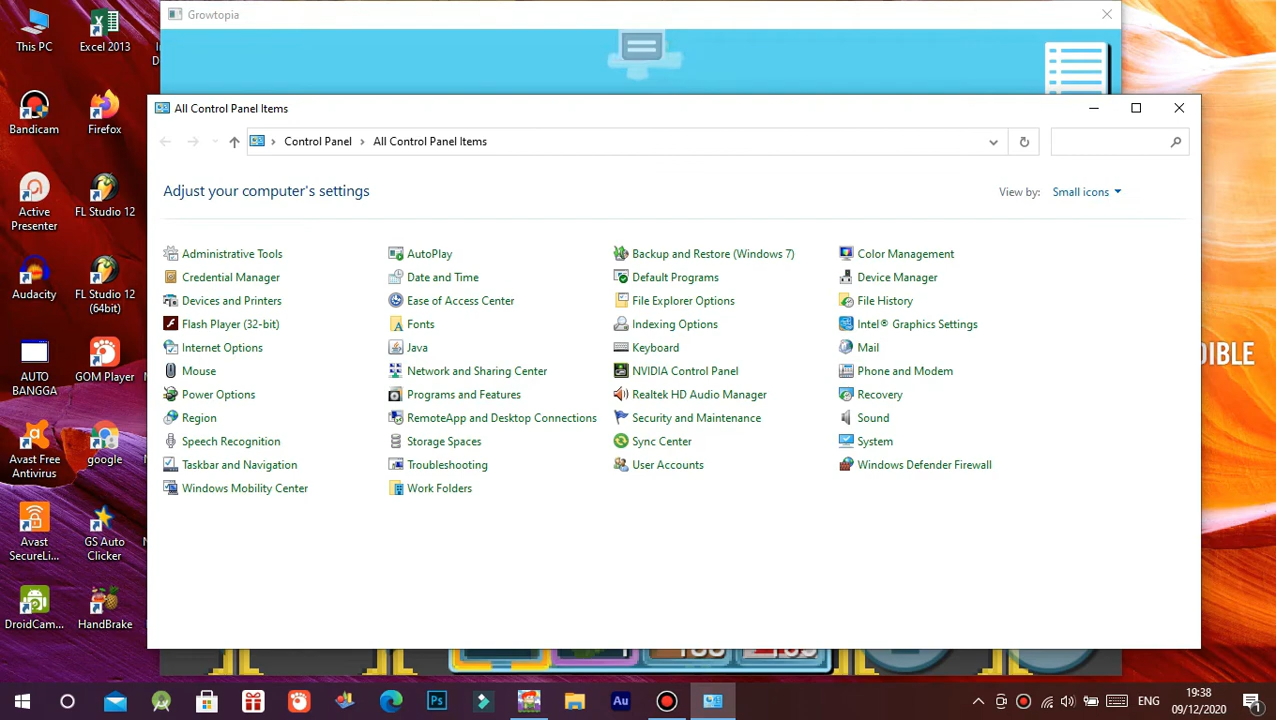 Growtopia
All Control Panel Items
Control Panel > All Control Panel Items
Adjust your computer's settings
View by: Small icons
Administrative Tools
AutoPlay
Backup and Restore (Windows 7)
Color Management
Credential Manager
Date and Time
Default Programs
Device Manager
Devices and Printers
Ease of Access Center
File Explorer Options
File History
Flash Player (32-bit)
Fonts
Indexing Options
Intel® Graphics Settings
Internet Options
Java
Keyboard
Mail
Mouse
Network and Sharing Center
NVIDIA Control Panel
Phone and Modem
Power Options
Programs and Features
Realtek HD Audio Manager
Recovery
Region
RemoteApp and Desktop Connections
Security and Maintenance
Sound
Speech Recognition
Storage Spaces
Sync Center
System
Taskbar and Navigation
Troubleshooting
User Accounts
Windows Defender Firewall
Windows Mobility Center
Work Folders
This PC
Excel 2013
Bandicam
Firefox
Active
Presenter
FL Studio 12
Audacity
FL Studio 12
(64bit)
AUTO
BANGGA
GOM Player
Avast Free
Antivirus
google
Avast
SecureLi...
GS Auto
Clicker
DroidCam...
HandBrake
DIBLE
Ps
Au
ENG
19:38
09/12/2020
1